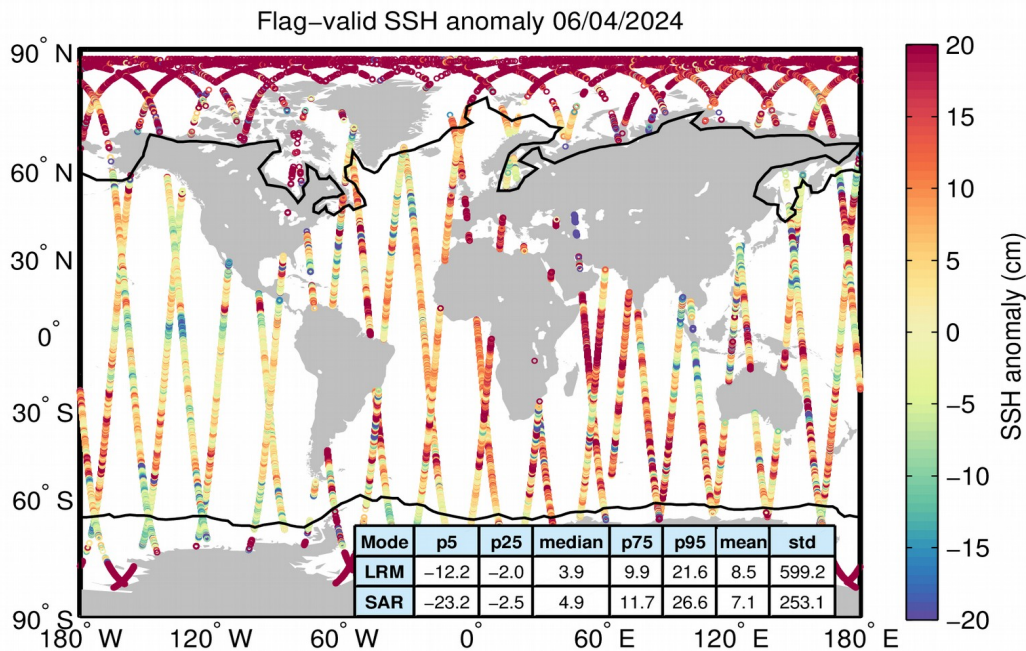 Flag−valid SSH anomaly 06/04/2024
90° N
60° N
30° N
0°
30° S
60° S
90° S
180° W
120° W
60° W
0°
60° E
120° E
180° E
Mode p5 p25 median p75 p95 mean std
LRM −12.2 −2.0 3.9 9.9 21.6 8.5 599.2
SAR −23.2 −2.5 4.9 11.7 26.6 7.1 253.1
20
15
10
5
0
−5
−10
−15
−20
SSH anomaly (cm)